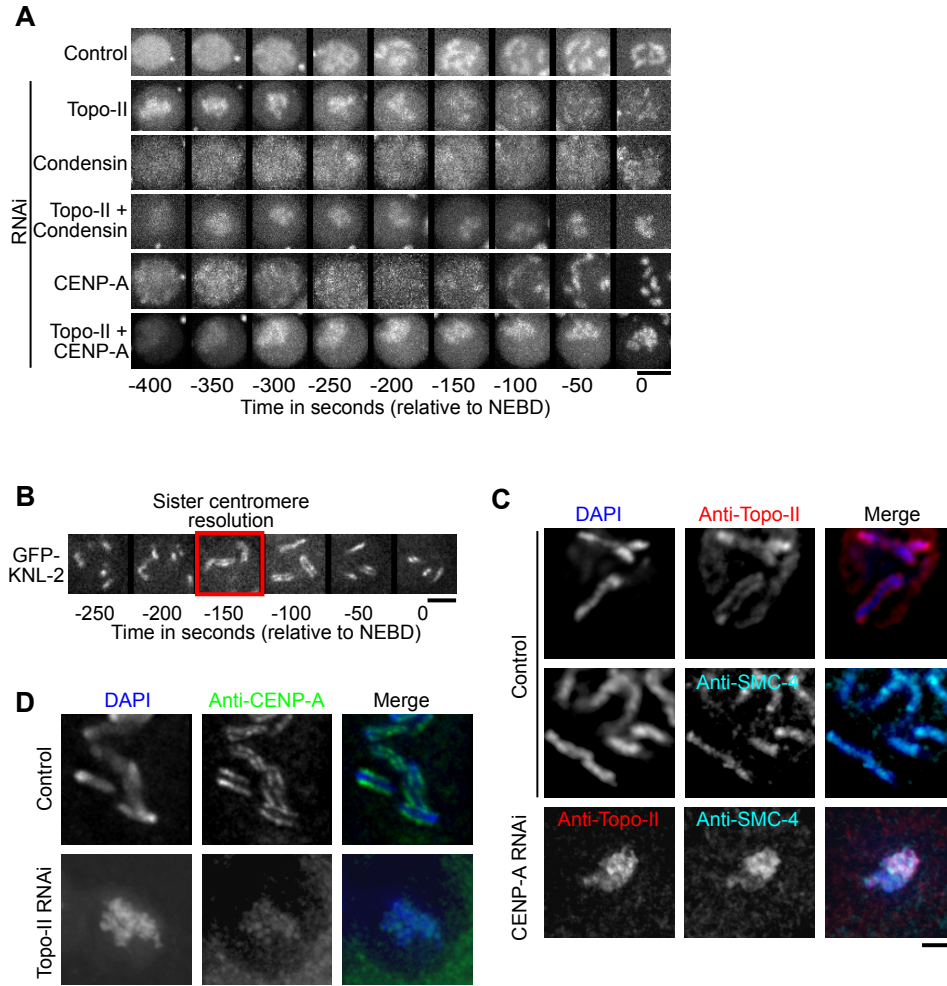 A
Control
RNAi
Topo-II
Condensin
Topo-II +
Condensin
CENP-A
Topo-II +
CENP-A
-400 -350 -300 -250 -200 -150 -100 -50 0
Time in seconds (relative to NEBD)
B
Sister centromere
resolution
GFP-
KNL-2
-250 -200 -150 -100 -50 0
Time in seconds (relative to NEBD)
C
DAPI Anti-Topo-II Merge
Control
Anti-SMC-4
CENP-A RNAi
Anti-Topo-II Anti-SMC-4
D
DAPI Anti-CENP-A Merge
Control
Topo-II RNAi